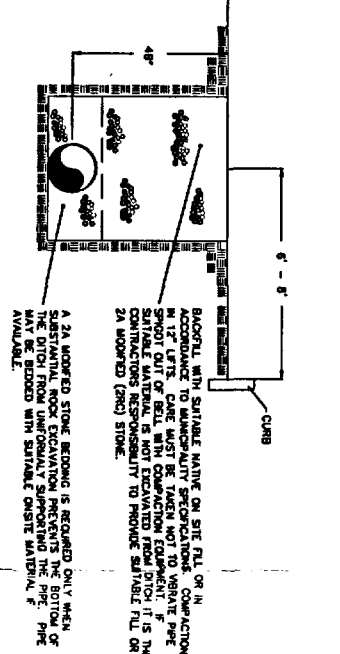 48"
6' - 8'
CURB
BACKFILL WITH SUITABLE NATIVE ON SITE FILL OR IN
ACCORDANCE TO MUNICIPALITY SPECIFICATIONS. COMPACTION
IN 12" LIFTS. CARE MUST BE TAKEN NOT TO VIBRATE PIPE
SPIGOT OUT OF BELL WITH COMPACTION EQUIPMENT. IF
SUITABLE MATERIAL IS NOT EXCAVATED FROM DITCH IT IS THE
CONTRACTORS RESPONSIBILITY TO PROVIDE SUITABLE FILL OR
2A MODIFIED (2RC) STONE.
A 2A MODIFIED STONE BEDDING IS REQUIRED ONLY WHEN
SUBSTANTIAL ROCK EXCAVATION PREVENTS THE BOTTOM OF
THE DITCH FROM UNIFORMALY SUPPORTING THE PIPE. PIPE
MAY BE BEDDED WITH SUITABLE ONSITE MATERIAL IF
AVAILABLE.